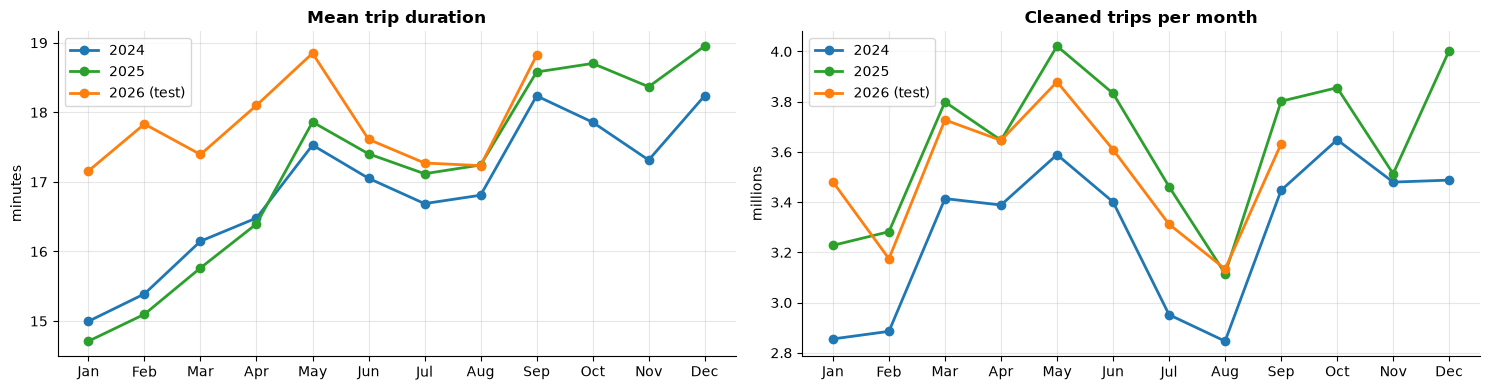 Mean trip duration
19
18
17
16
15
minutes
2024
2025
2026 (test)
Jan Feb Mar Apr May Jun Jul Aug Sep Oct Nov Dec
Cleaned trips per month
4.0
3.8
3.6
3.4
3.2
3.0
2.8
millions
2024
2025
2026 (test)
Jan Feb Mar Apr May Jun Jul Aug Sep Oct Nov Dec